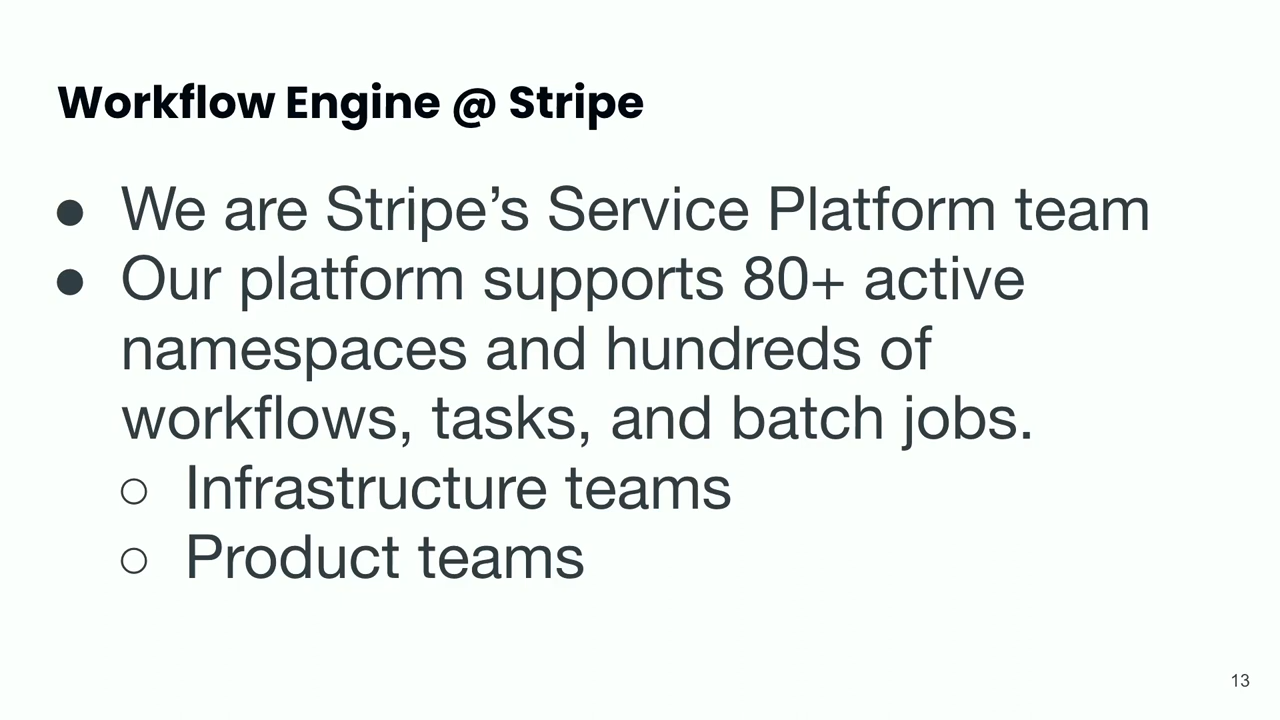 Workflow Engine @ Stripe
● We are Stripe’s Service Platform team
● Our platform supports 80+ active
namespaces and hundreds of
workflows, tasks, and batch jobs.
○ Infrastructure teams
○ Product teams
13